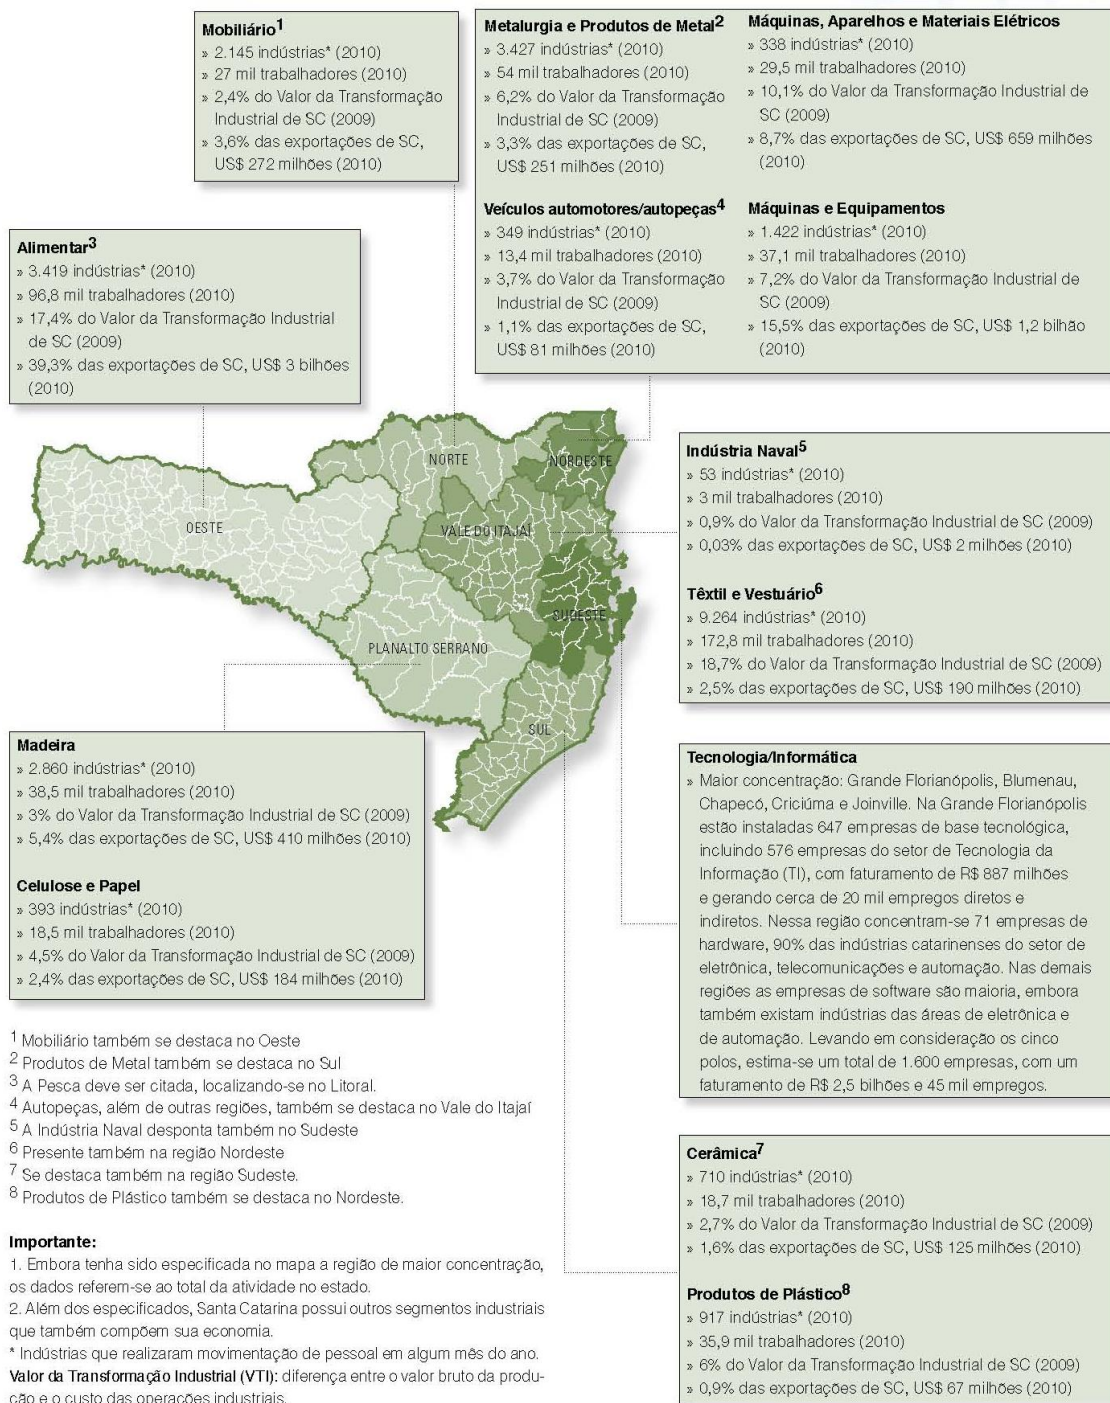 Mobiliário1
» 2.145 indústrias* (2010)
» 27 mil trabalhadores (2010)
» 2,4% do Valor da Transformação
Industrial de SC (2009)
» 3,6% das exportações de SC,
US$ 272 milhões (2010)
Metalurgia e Produtos de Metal2
» 3.427 indústrias* (2010)
» 54 mil trabalhadores (2010)
» 6,2% do Valor da Transformação
Industrial de SC (2009)
» 3,3% das exportações de SC,
US$ 251 milhões (2010)
Máquinas, Aparelhos e Materiais Elétricos
» 338 indústrias* (2010)
» 29,5 mil trabalhadores (2010)
» 10,1% do Valor da Transformação Industrial de
SC (2009)
» 8,7% das exportações de SC, US$ 659 milhões
(2010)
Veículos automotores/autopeças4
» 349 indústrias* (2010)
» 13,4 mil trabalhadores (2010)
» 3,7% do Valor da Transformação
Industrial de SC (2009)
» 1,1% das exportações de SC,
US$ 81 milhões (2010)
Máquinas e Equipamentos
» 1.422 indústrias* (2010)
» 37,1 mil trabalhadores (2010)
» 7,2% do Valor da Transformação Industrial de
SC (2009)
» 15,5% das exportações de SC, US$ 1,2 bilhão
(2010)
Alimentar3
» 3.419 indústrias* (2010)
» 96,8 mil trabalhadores (2010)
» 17,4% do Valor da Transformação Industrial
de SC (2009)
» 39,3% das exportações de SC, US$ 3 bilhões
(2010)
NORTE
NORDESTE
OESTE
VALE DO ITAJAÍ
SUDESTE
PLANALTO SERRANO
SUL
Indústria Naval5
» 53 indústrias* (2010)
» 3 mil trabalhadores (2010)
» 0,9% do Valor da Transformação Industrial de SC (2009)
» 0,03% das exportações de SC, US$ 2 milhões (2010)
Têxtil e Vestuário6
» 9.264 indústrias* (2010)
» 172,8 mil trabalhadores (2010)
» 18,7% do Valor da Transformação Industrial de SC (2009)
» 2,5% das exportações de SC, US$ 190 milhões (2010)
Madeira
» 2.860 indústrias* (2010)
» 38,5 mil trabalhadores (2010)
» 3% do Valor da Transformação Industrial de SC (2009)
» 5,4% das exportações de SC, US$ 410 milhões (2010)
Celulose e Papel
» 393 indústrias* (2010)
» 18,5 mil trabalhadores (2010)
» 4,5% do Valor da Transformação Industrial de SC (2009)
» 2,4% das exportações de SC, US$ 184 milhões (2010)
Tecnologia/Informática
» Maior concentração: Grande Florianópolis, Blumenau,
Chapecó, Criciúma e Joinville. Na Grande Florianópolis
estão instaladas 647 empresas de base tecnológica,
incluindo 576 empresas do setor de Tecnologia da
Informação (TI), com faturamento de R$ 887 milhões
e gerando cerca de 20 mil empregos diretos e
indiretos. Nessa região concentram-se 71 empresas de
hardware, 90% das indústrias catarinenses do setor de
eletrônica, telecomunicações e automação. Nas demais
regiões as empresas de software são maioria, embora
também existam indústrias das áreas de eletrônica e
de automação. Levando em consideração os cinco
polos, estima-se um total de 1.600 empresas, com um
faturamento de R$ 2,5 bilhões e 45 mil empregos.
1 Mobiliário também se destaca no Oeste
2 Produtos de Metal também se destaca no Sul
3 A Pesca deve ser citada, localizando-se no Litoral.
4 Autopeças, além de outras regiões, também se destaca no Vale do Itajaí
5 A Indústria Naval desponta também no Sudeste
6 Presente também na região Nordeste
7 Se destaca também na região Sudeste.
8 Produtos de Plástico também se destaca no Nordeste.
Importante:
1. Embora tenha sido especificada no mapa a região de maior concentração,
os dados referem-se ao total da atividade no estado.
2. Além dos especificados, Santa Catarina possui outros segmentos industriais
que também compõem sua economia.
* Indústrias que realizaram movimentação de pessoal em algum mês do ano.
Valor da Transformação Industrial (VTI): diferença entre o valor bruto da produ-
ção e o custo das operações industriais.
Cerâmica7
» 710 indústrias* (2010)
» 18,7 mil trabalhadores (2010)
» 2,7% do Valor da Transformação Industrial de SC (2009)
» 1,6% das exportações de SC, US$ 125 milhões (2010)
Produtos de Plástico8
» 917 indústrias* (2010)
» 35,9 mil trabalhadores (2010)
» 6% do Valor da Transformação Industrial de SC (2009)
» 0,9% das exportações de SC, US$ 67 milhões (2010)